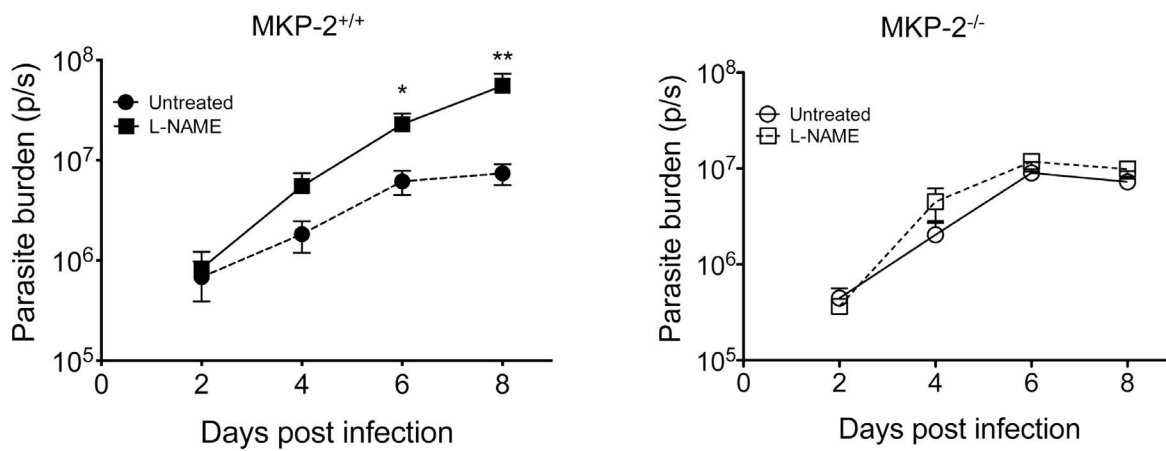 MKP-2+/+
Parasite burden (p/s)
10^8
10^7
10^6
10^5
Untreated
L-NAME
*
**
0
2
4
6
8
Days post infection
MKP-2-/-
Parasite burden (p/s)
10^8
10^7
10^6
10^5
Untreated
L-NAME
0
2
4
6
8
Days post infection